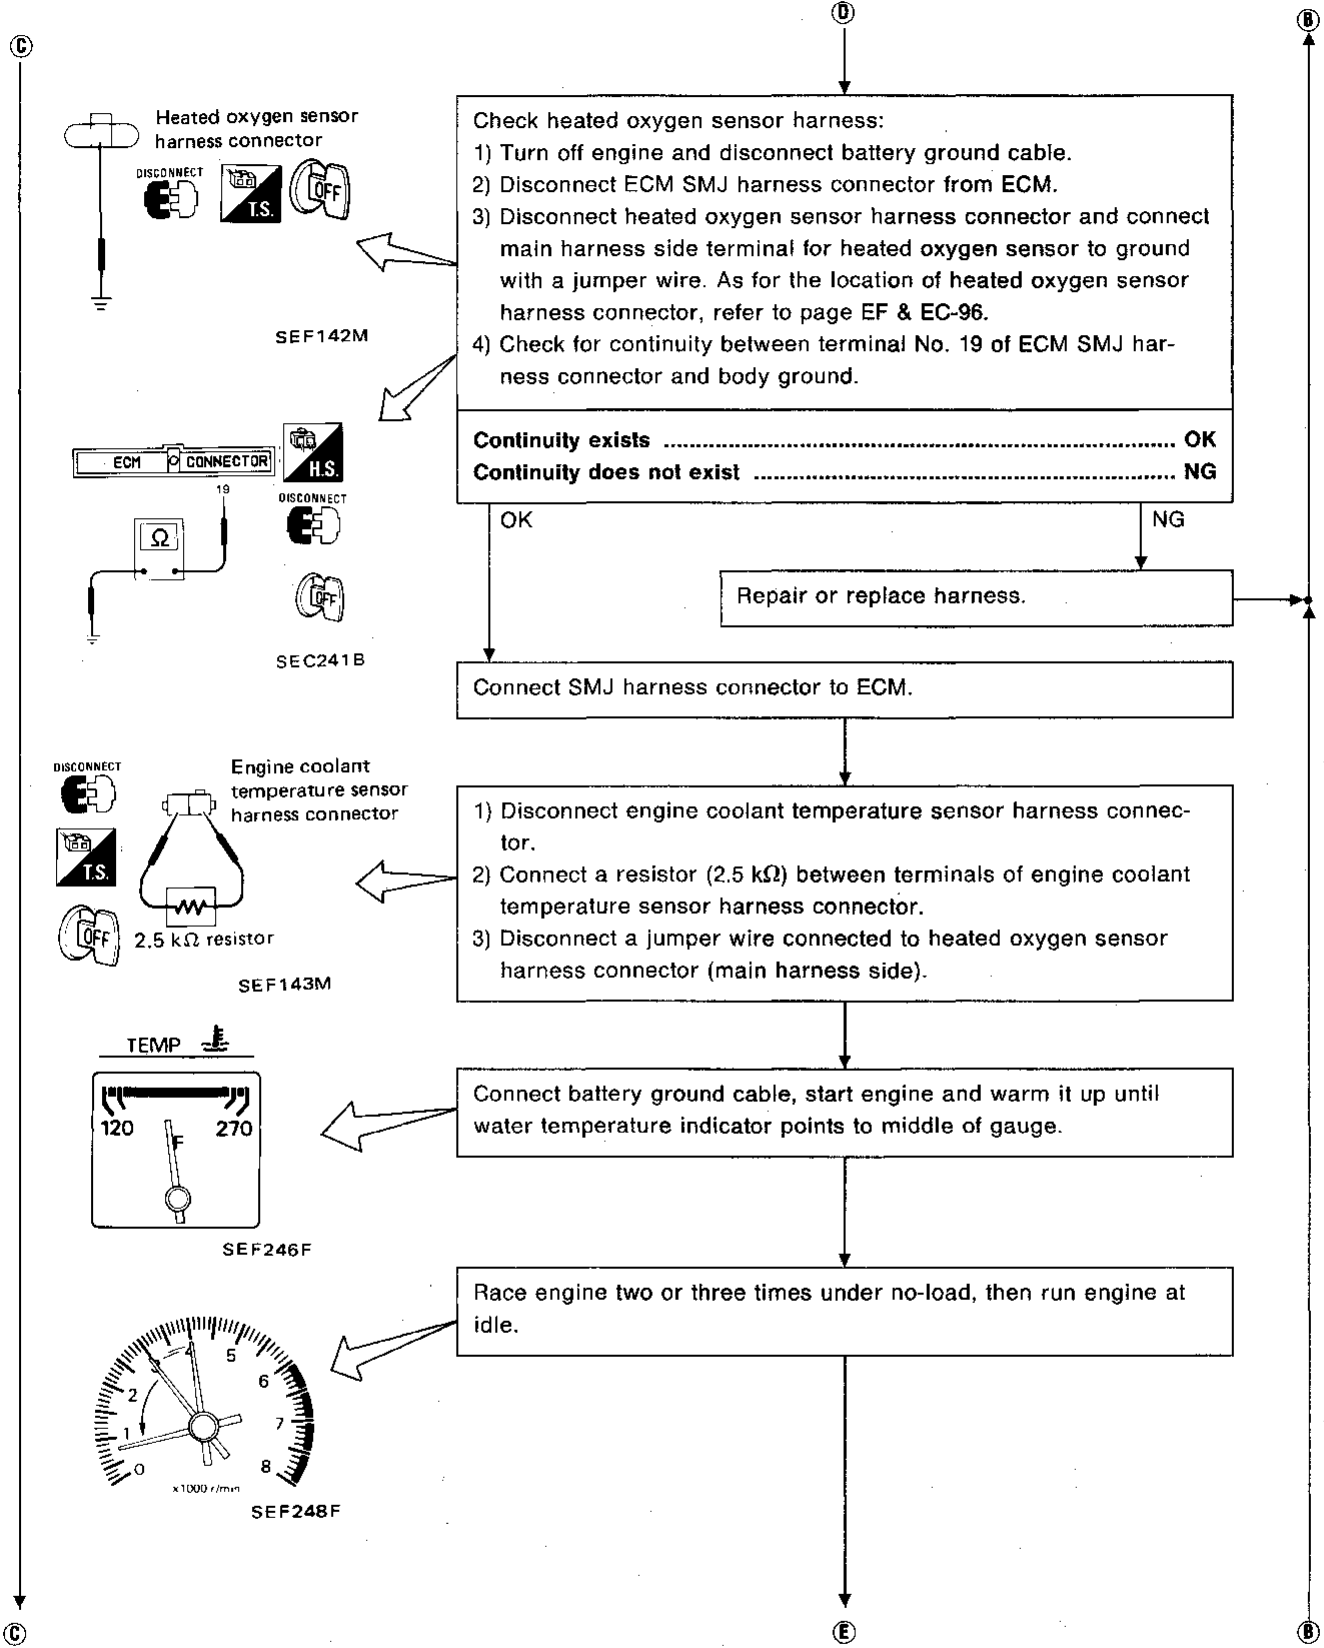 D
B
C
Heated oxygen sensor
harness connector
DISCONNECT
T.S.
OFF
SEF142M
Check heated oxygen sensor harness:
1) Turn off engine and disconnect battery ground cable.
2) Disconnect ECM SMJ harness connector from ECM.
3) Disconnect heated oxygen sensor harness connector and connect
main harness side terminal for heated oxygen sensor to ground
with a jumper wire. As for the location of heated oxygen sensor
harness connector, refer to page EF & EC-96.
4) Check for continuity between terminal No. 19 of ECM SMJ har-
ness connector and body ground.
Continuity exists ........................................................................ OK
Continuity does not exist ........................................................................ NG
ECM CONNECTOR
H.S.
19
DISCONNECT
Ω
OFF
SEC241B
OK
NG
Repair or replace harness.
Connect SMJ harness connector to ECM.
DISCONNECT
Engine coolant
temperature sensor
harness connector
T.S.
OFF
2.5 kΩ resistor
SEF143M
1) Disconnect engine coolant temperature sensor harness connec-
tor.
2) Connect a resistor (2.5 kΩ) between terminals of engine coolant
temperature sensor harness connector.
3) Disconnect a jumper wire connected to heated oxygen sensor
harness connector (main harness side).
TEMP
120
270
F
SEF246F
Connect battery ground cable, start engine and warm it up until
water temperature indicator points to middle of gauge.
Race engine two or three times under no-load, then run engine at
idle.
0
1
2
3
4
5
6
7
8
x1000 r/min
SEF248F
C
E
B